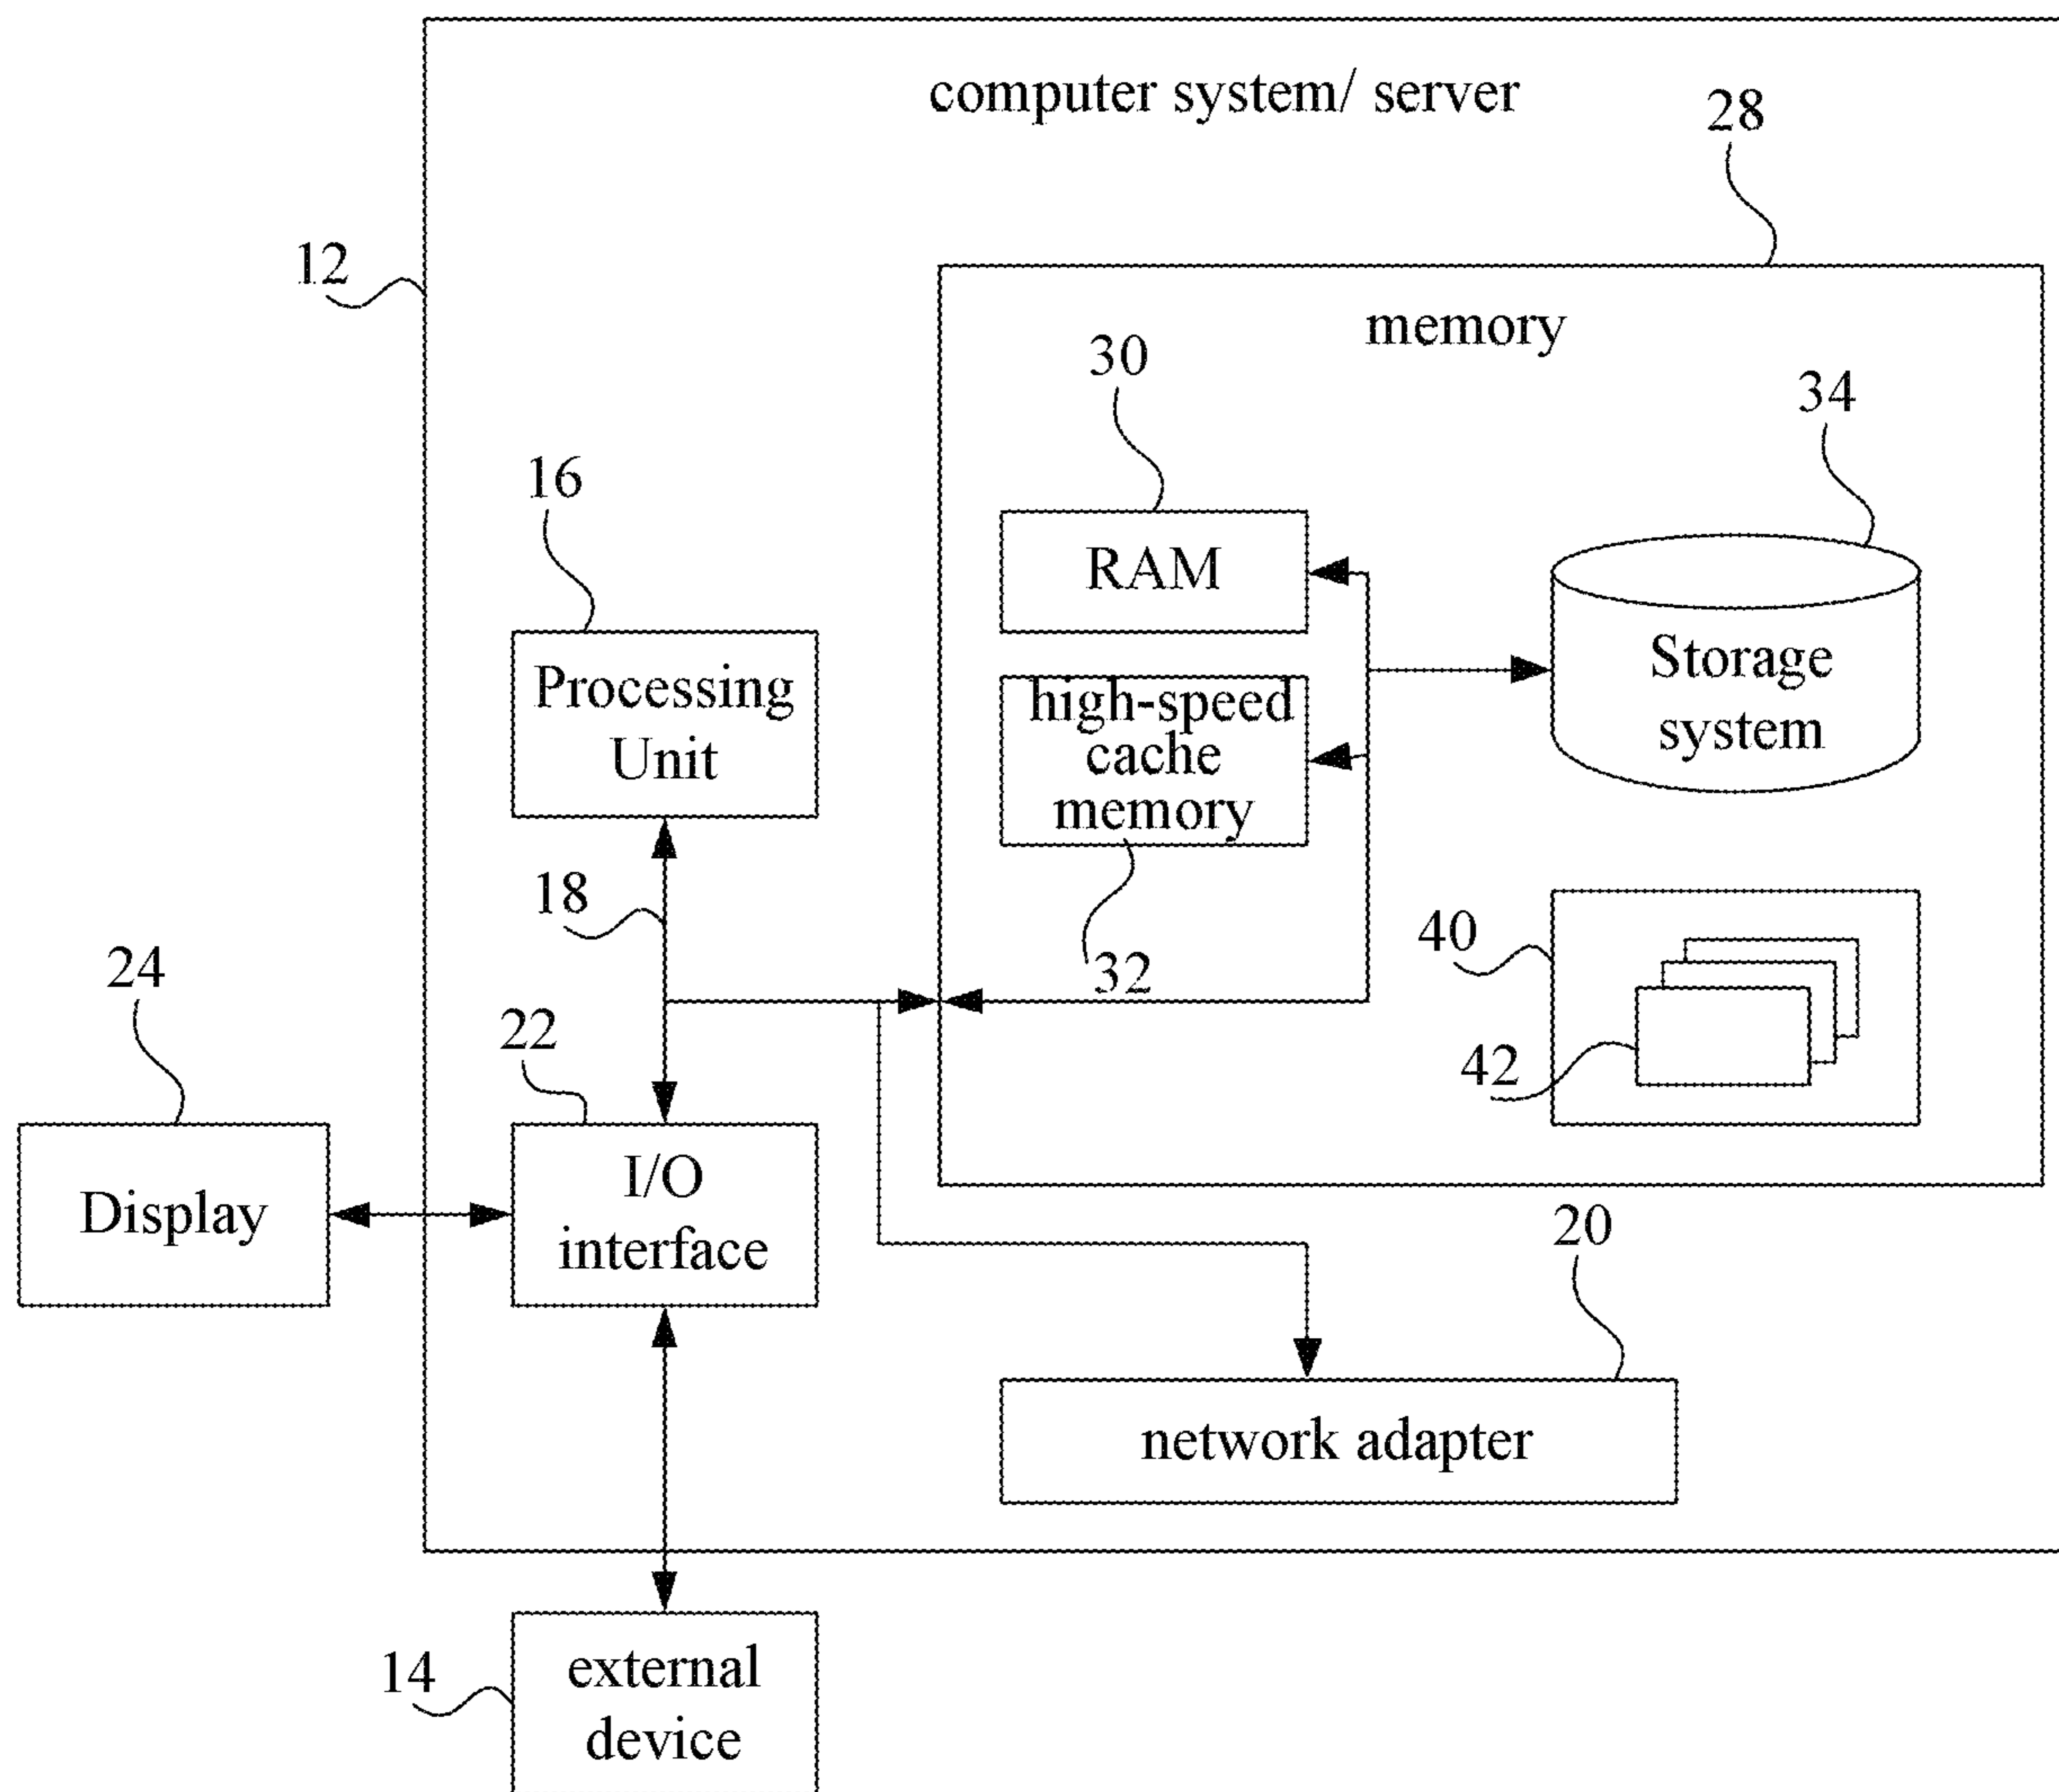 computer system/ server
28
12
memory
30
34
16
RAM
Storage
system
Processing
Unit
high-speed
cache
memory
18
32
40
24
22
42
Display
I/O
interface
20
network adapter
14
external
device